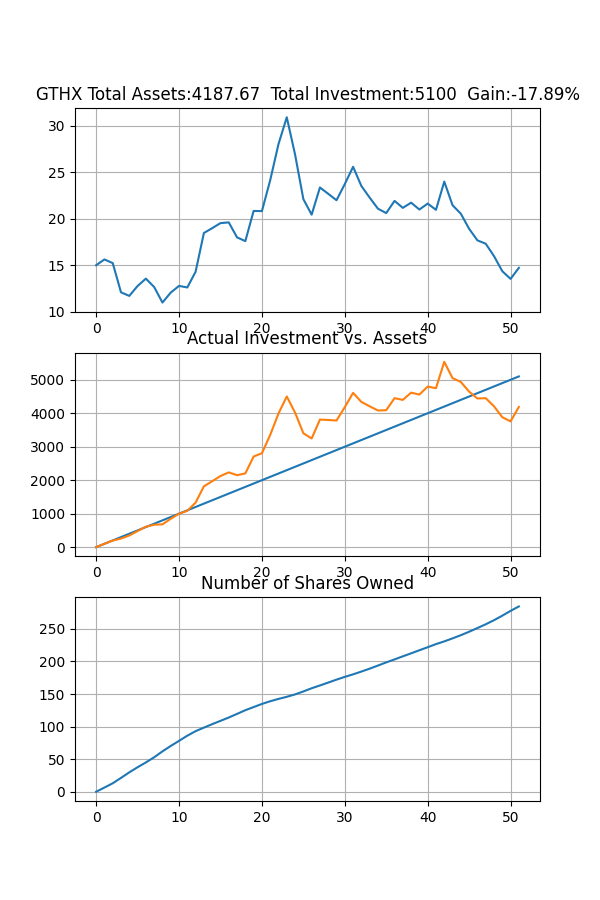 GTHX Total Assets:4187.67  Total Investment:5100  Gain:-17.89%
30
25
20
15
10
0 10 20 30 40 50
Actual Investment vs. Assets
5000
4000
3000
2000
1000
0
0 10 20 30 40 50
Number of Shares Owned
250
200
150
100
50
0
0 10 20 30 40 50